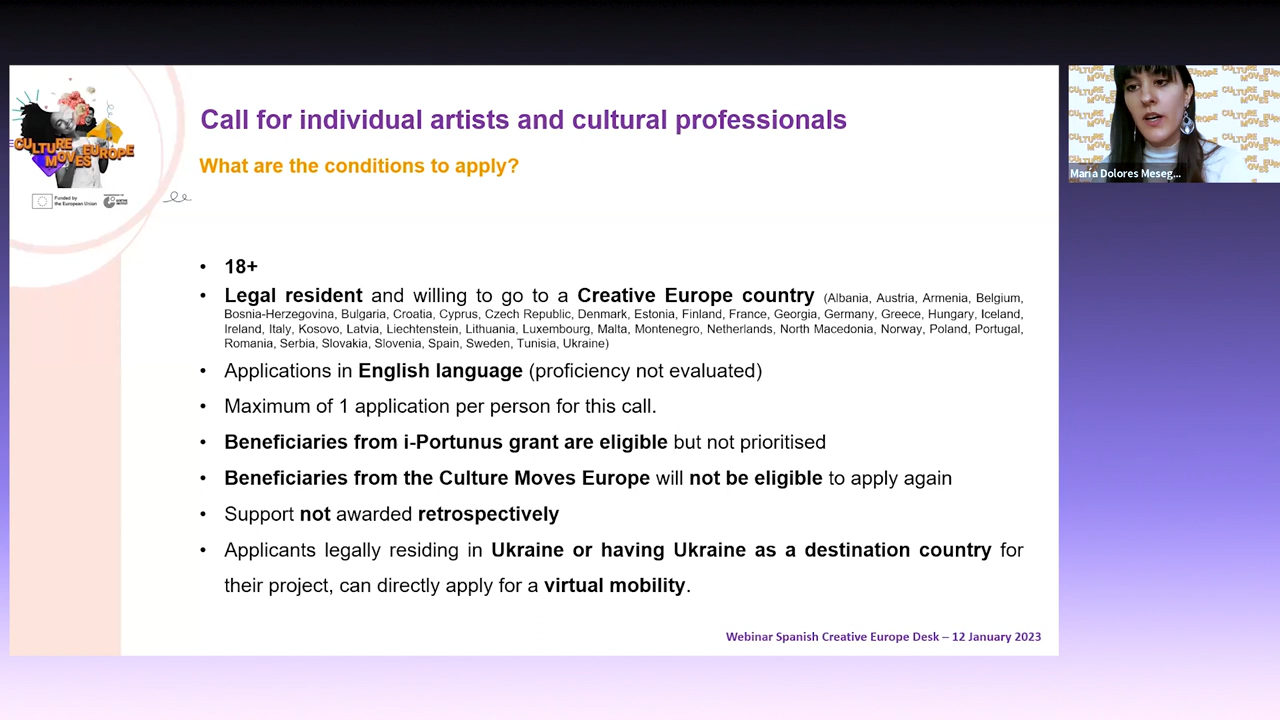 Call for individual artists and cultural professionals
What are the conditions to apply?
CULTURE
MOVES
EUROPE
Funded by
the European Union
GOETHE
INSTITUT
• 18+
• Legal resident and willing to go to a Creative Europe country (Albania, Austria, Armenia, Belgium,
Bosnia-Herzegovina, Bulgaria, Croatia, Cyprus, Czech Republic, Denmark, Estonia, Finland, France, Georgia, Germany, Greece, Hungary, Iceland,
Ireland, Italy, Kosovo, Latvia, Liechtenstein, Lithuania, Luxembourg, Malta, Montenegro, Netherlands, North Macedonia, Norway, Poland, Portugal,
Romania, Serbia, Slovakia, Slovenia, Spain, Sweden, Tunisia, Ukraine)
• Applications in English language (proficiency not evaluated)
• Maximum of 1 application per person for this call.
• Beneficiaries from i-Portunus grant are eligible but not prioritised
• Beneficiaries from the Culture Moves Europe will not be eligible to apply again
• Support not awarded retrospectively
• Applicants legally residing in Ukraine or having Ukraine as a destination country for
their project, can directly apply for a virtual mobility.
Webinar Spanish Creative Europe Desk – 12 January 2023
María Dolores Meseg...